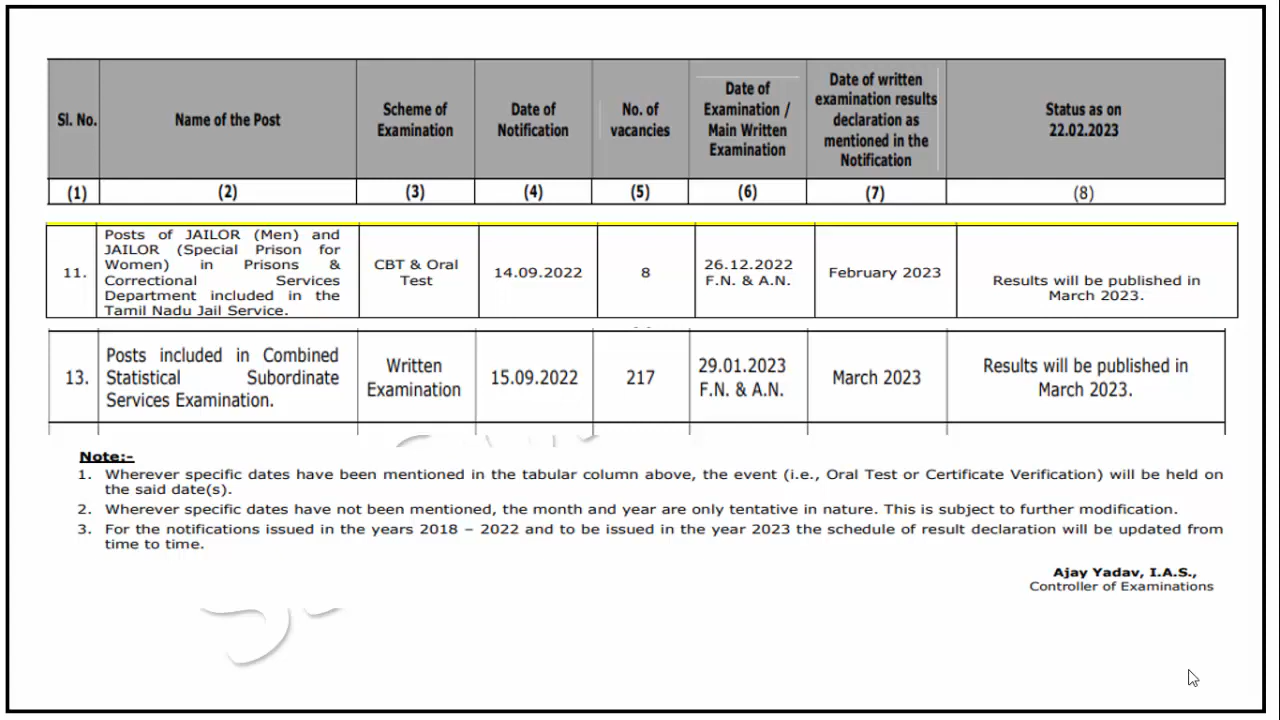 Sl. No.
Name of the Post
Scheme of
Examination
Date of
Notification
No. of
vacancies
Date of
Examination /
Main Written
Examination
Date of written
examination results
declaration as
mentioned in the
Notification
Status as on
22.02.2023
(1) (2) (3) (4) (5) (6) (7) (8)
11.
Posts of JAILOR (Men) and
JAILOR (Special Prison for
Women) in Prisons &
Correctional Services
Department included in the
Tamil Nadu Jail Service.
CBT & Oral
Test
14.09.2022
8
26.12.2022
F.N. & A.N.
February 2023
Results will be published in
March 2023.
13.
Posts included in Combined
Statistical Subordinate
Services Examination.
Written
Examination
15.09.2022
217
29.01.2023
F.N. & A.N.
March 2023
Results will be published in
March 2023.
Note:-
1. Wherever specific dates have been mentioned in the tabular column above, the event (i.e., Oral Test or Certificate Verification) will be held on
the said date(s).
2. Wherever specific dates have not been mentioned, the month and year are only tentative in nature. This is subject to further modification.
3. For the notifications issued in the years 2018 – 2022 and to be issued in the year 2023 the schedule of result declaration will be updated from
time to time.
Ajay Yadav, I.A.S.,
Controller of Examinations